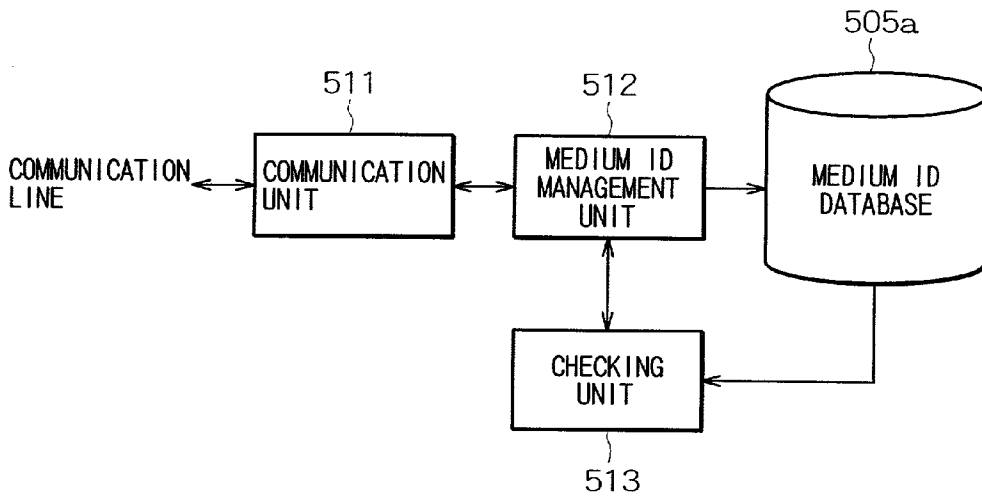 505a
511
512
COMMUNICATION
LINE
COMMUNICATION
UNIT
MEDIUM ID
MANAGEMENT
UNIT
MEDIUM ID
DATABASE
CHECKING
UNIT
513